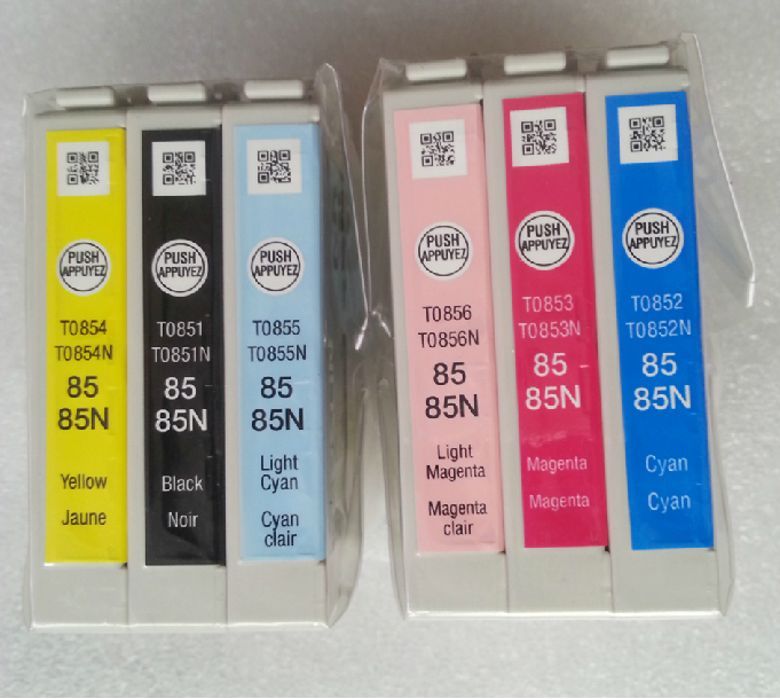 PUSH
APPUYEZ
T0854
T0854N
85
85N
Yellow
Jaune
PUSH
APPUYEZ
T0851
T0851N
85
85N
Black
Noir
PUSH
APPUYEZ
T0855
T0855N
85
85N
Light
Cyan
Cyan
clair
PUSH
APPUYEZ
T0856
T0856N
85
85N
Light
Magenta
Magenta
clair
PUSH
APPUYEZ
T0853
T0853N
85
85N
Magenta
Magenta
PUSH
APPUYEZ
T0852
T0852N
85
85N
Cyan
Cyan